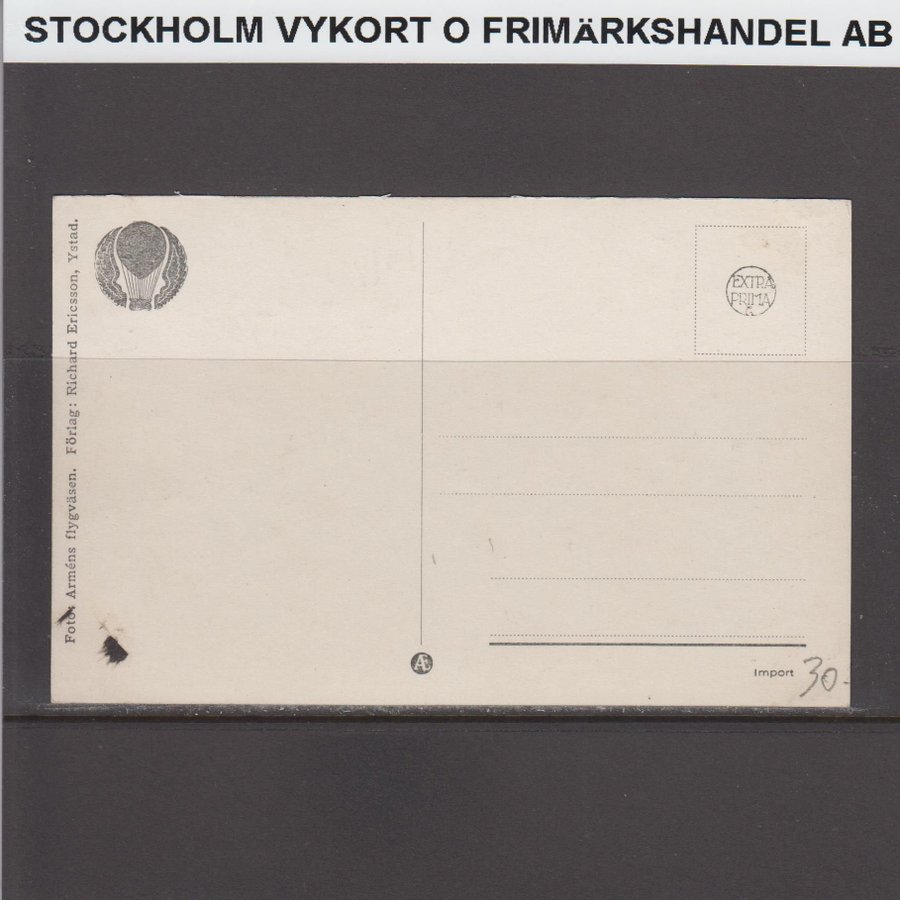 STOCKHOLM VYKORT O FRIMÄRKSHANDEL AB
Foto: Arméns flygväsen. Förlag: Richard Ericsson, Ystad.
EXTRA
PRIMA
K
Æ
Import
30.-